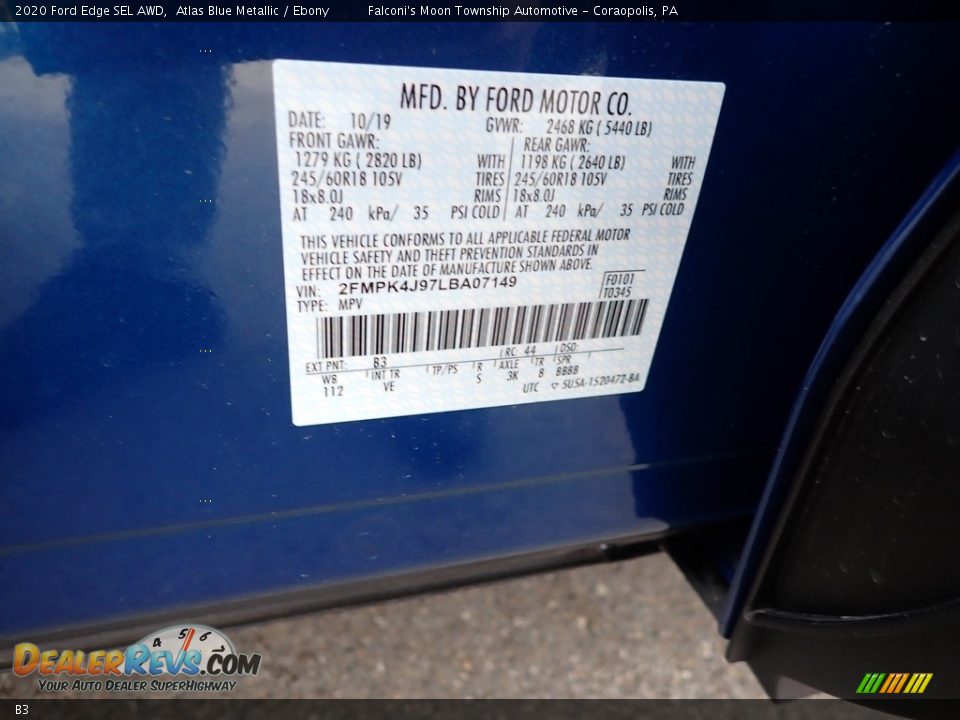 2020 Ford Edge SEL AWD, Atlas Blue Metallic / Ebony Falconi's Moon Township Automotive - Coraopolis, PA
MFD. BY FORD MOTOR CO.
DATE: 10/19 GVWR: 2468 KG ( 5440 LB)
FRONT GAWR: REAR GAWR:
1279 KG ( 2820 LB) WITH 1198 KG ( 2640 LB) WITH
245/60R18 105V TIRES 245/60R18 105V TIRES
18x8.0J RIMS 18x8.0J RIMS
AT 240 kPa/ 35 PSI COLD AT 240 kPa/ 35 PSI COLD
THIS VEHICLE CONFORMS TO ALL APPLICABLE FEDERAL MOTOR
VEHICLE SAFETY AND THEFT PREVENTION STANDARDS IN
EFFECT ON THE DATE OF MANUFACTURE SHOWN ABOVE.
VIN: 2FMPK4J97LBA07149 F0101
TYPE: MPV T0345
EXT PNT: B3 RC: 44 DSO:
WB INT TR TP/PS R AXLE TR SPR
112 VE S 3K 8 BBBB
UTC ▽ SU5A-1520472-BA
4 5 6
DEALERREVS.COM
YOUR AUTO DEALER SUPERHIGHWAY
B3